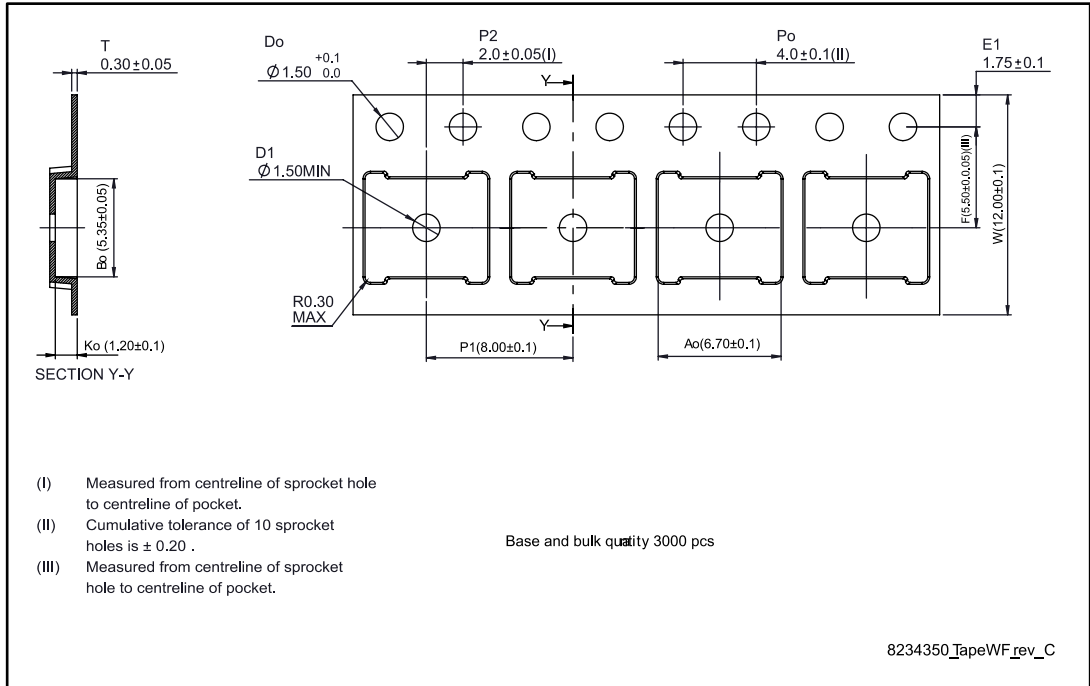 T
0.30±0.05
Do
Ø1.50 +0.1 0.0
P2
2.0±0.05(I)
Po
4.0±0.1(II)
E1
1.75±0.1
Y
D1
Ø1.50MIN
Bo (5.35±0.05)
F(5.50±0.0.05)(III)
W(12.00±0.1)
R0.30
MAX
Y
P1(8.00±0.1)
Ao(6.70±0.1)
Ko (1.20±0.1)
SECTION Y-Y
(I) Measured from centreline of sprocket hole
to centreline of pocket.
(II) Cumulative tolerance of 10 sprocket
holes is ± 0.20 .
(III) Measured from centreline of sprocket
hole to centreline of pocket.
Base and bulk quantity 3000 pcs
8234350_TapeWF_rev_C